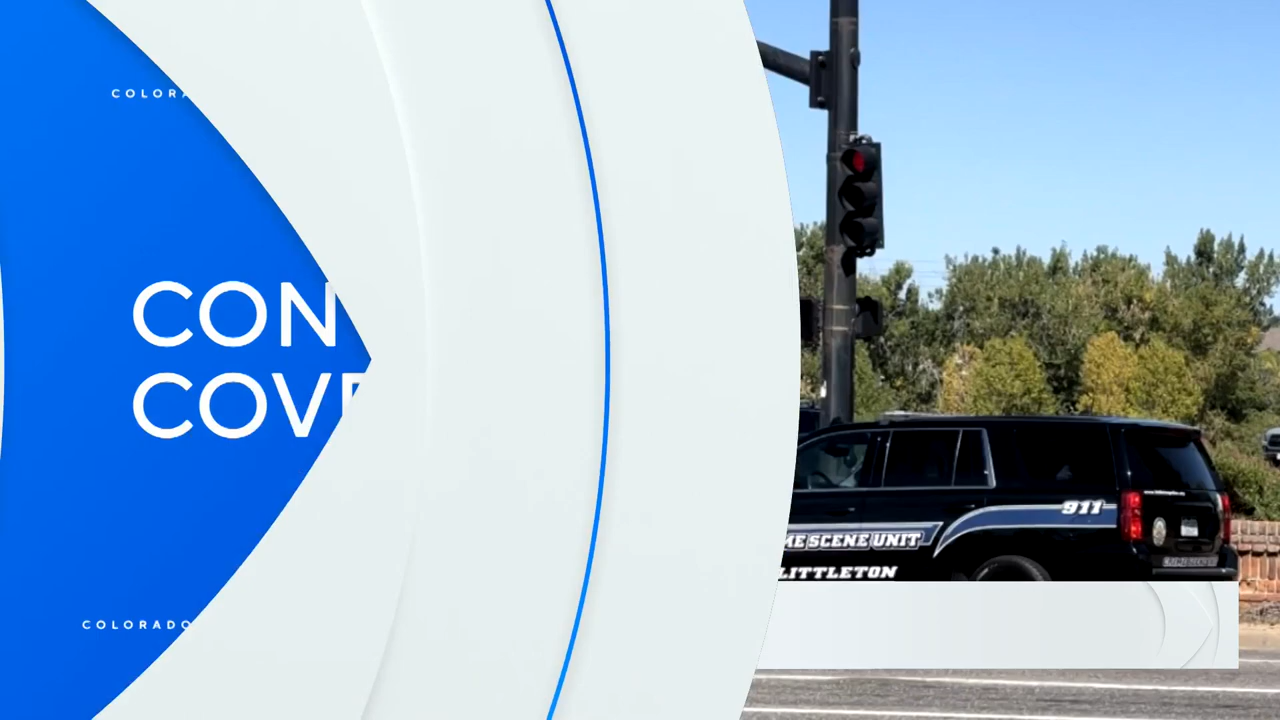 COLORA
CON
COVE
COLORADO
911
ME SCENE UNIT
LITTLETON